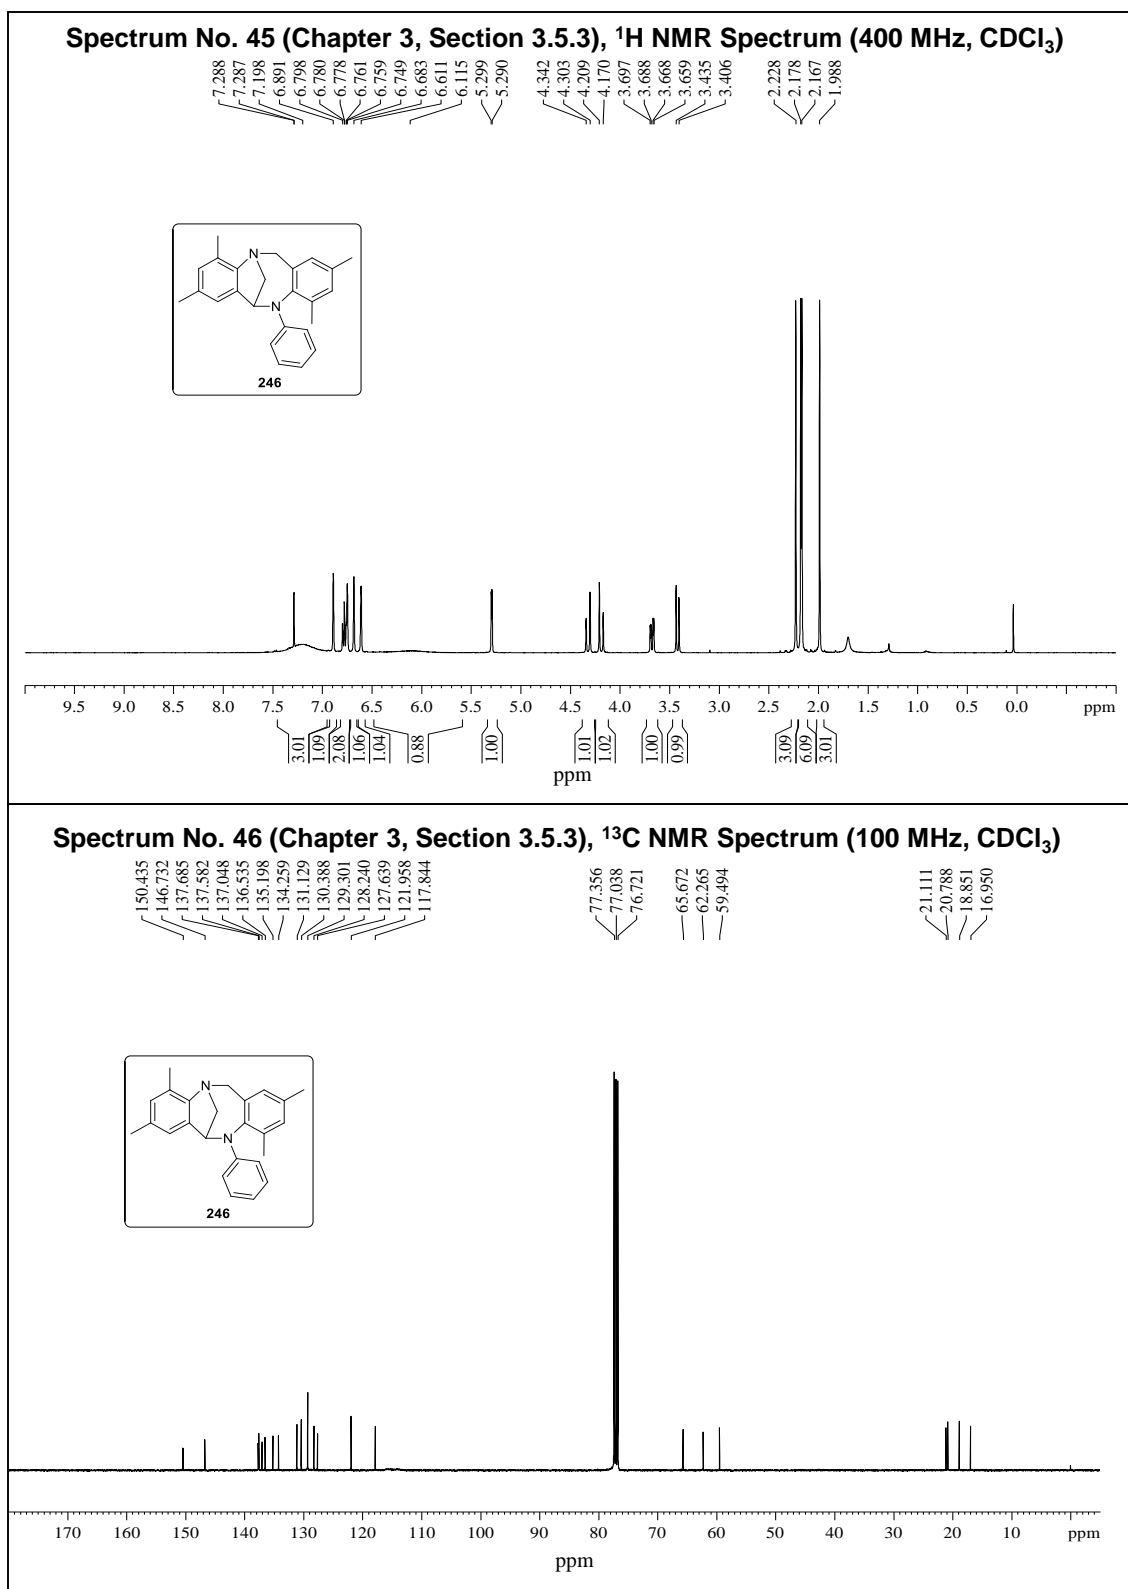 Spectrum No. 45 (Chapter 3, Section 3.5.3), ¹H NMR Spectrum (400 MHz, CDCl₃)
7.288 7.287 7.198 6.891 6.798 6.780 6.778 6.761 6.759 6.749 6.683 6.611 6.115 5.299 5.290 4.342 4.303 4.209 4.170 3.697 3.688 3.668 3.659 3.435 3.406 2.228 2.178 2.167 1.988
N
N
246
9.5 9.0 8.5 8.0 7.5 7.0 6.5 6.0 5.5 5.0 4.5 4.0 3.5 3.0 2.5 2.0 1.5 1.0 0.5 0.0 ppm
3.01 1.09 2.08 1.06 1.04 0.88 1.00 1.01 1.02 1.00 0.99 3.09 6.09 3.01
ppm
Spectrum No. 46 (Chapter 3, Section 3.5.3), ¹³C NMR Spectrum (100 MHz, CDCl₃)
150.435 146.732 137.685 137.582 137.048 136.535 135.198 134.259 131.129 130.388 129.301 128.240 127.639 121.958 117.844 77.356 77.038 76.721 65.672 62.265 59.494 21.111 20.788 18.851 16.950
N
N
246
170 160 150 140 130 120 110 100 90 80 70 60 50 40 30 20 10 ppm
ppm